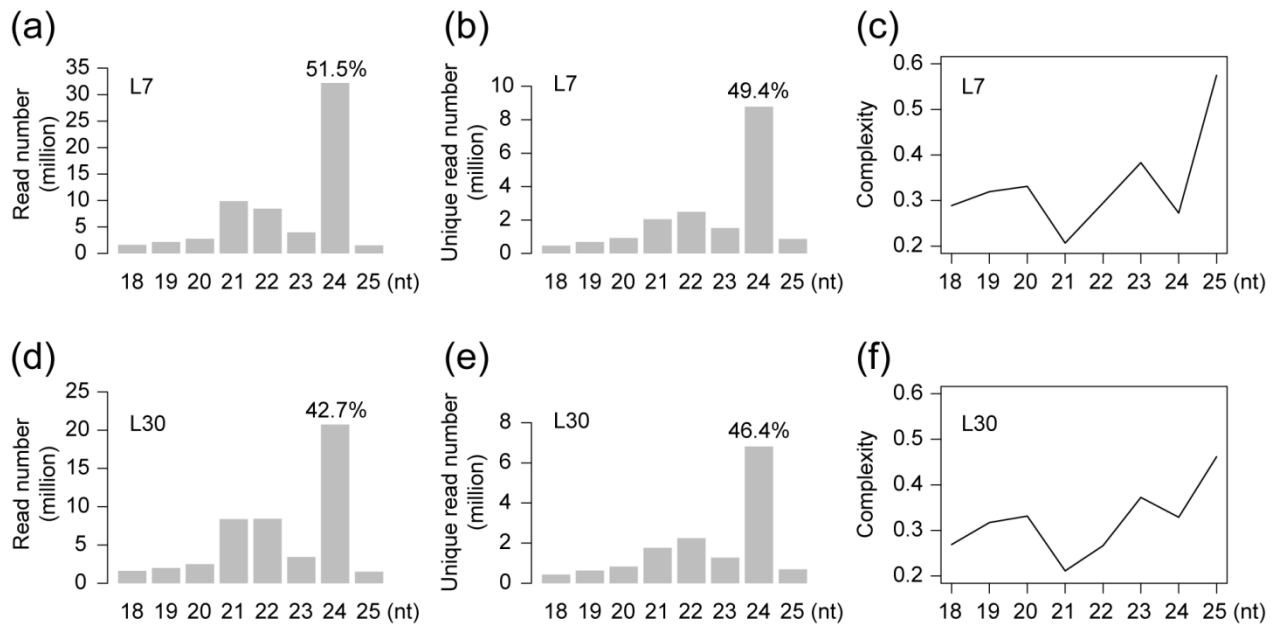 (a)
Read number
(million)
35
30
25
20
15
10
5
0
L7
51.5%
18 19 20 21 22 23 24 25 (nt)
(b)
Unique read number
(million)
10
8
6
4
2
0
L7
49.4%
18 19 20 21 22 23 24 25 (nt)
(c)
Complexity
0.6
0.5
0.4
0.3
0.2
L7
18 19 20 21 22 23 24 25 (nt)
(d)
Read number
(million)
25
20
15
10
5
0
L30
42.7%
18 19 20 21 22 23 24 25 (nt)
(e)
Unique read number
(million)
8
6
4
2
0
L30
46.4%
18 19 20 21 22 23 24 25 (nt)
(f)
Complexity
0.6
0.5
0.4
0.3
0.2
L30
18 19 20 21 22 23 24 25 (nt)